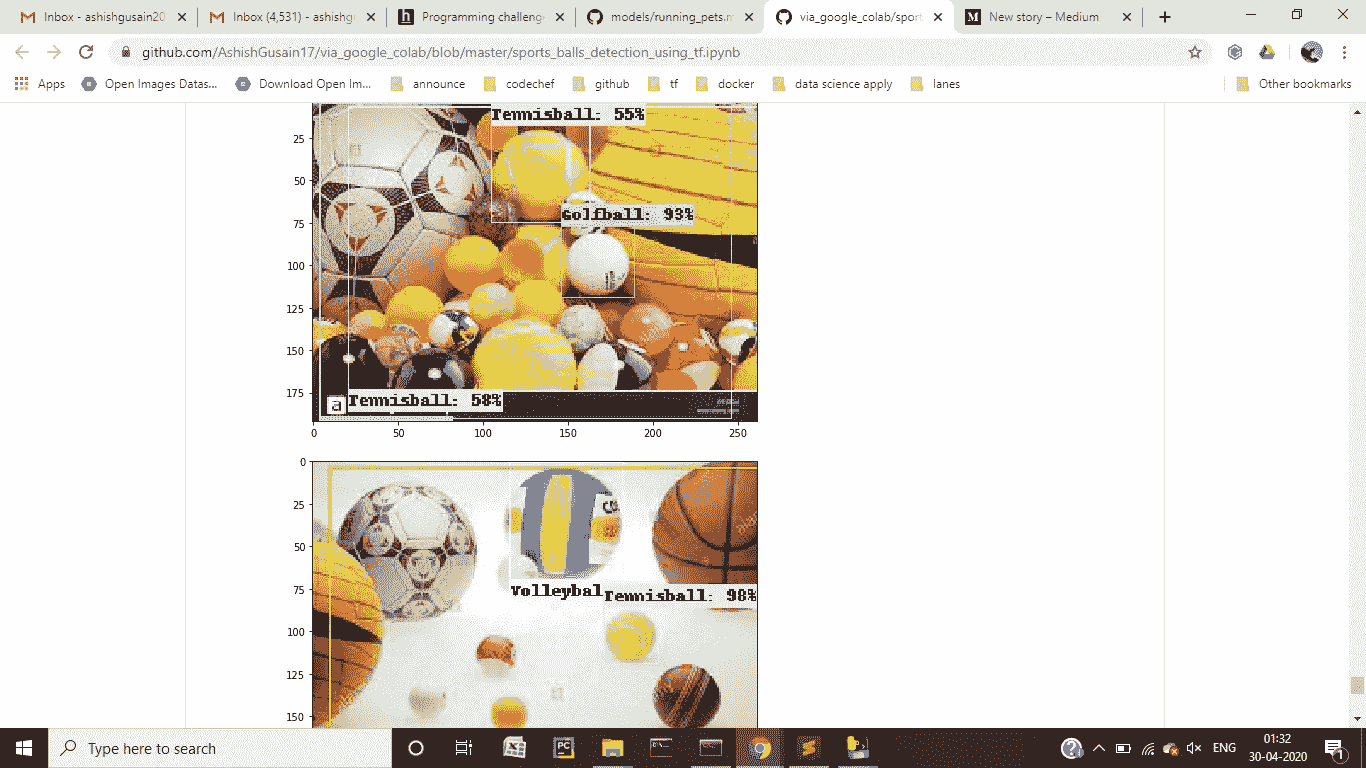 Inbox - ashishgusain20
Inbox (4,531) - ashishg
Programming challeng
models/running_pets.m
via_google_colab/sport
New story – Medium
github.com/AshishGusain17/via_google_colab/blob/master/sports_balls_detection_using_tf.ipynb
Apps
Open Images Datas...
Download Open Im...
announce
codechef
github
tf
docker
data science apply
lanes
Other bookmarks
Tennisball: 55%
25
50
Golfball: 93%
75
100
125
150
175
a Tennisball: 58%
0 50 100 150 200 250
0
25
50
75
Volleybal
Tennisball: 98%
100
125
150
Type here to search
ENG
01:32
30-04-2020
1